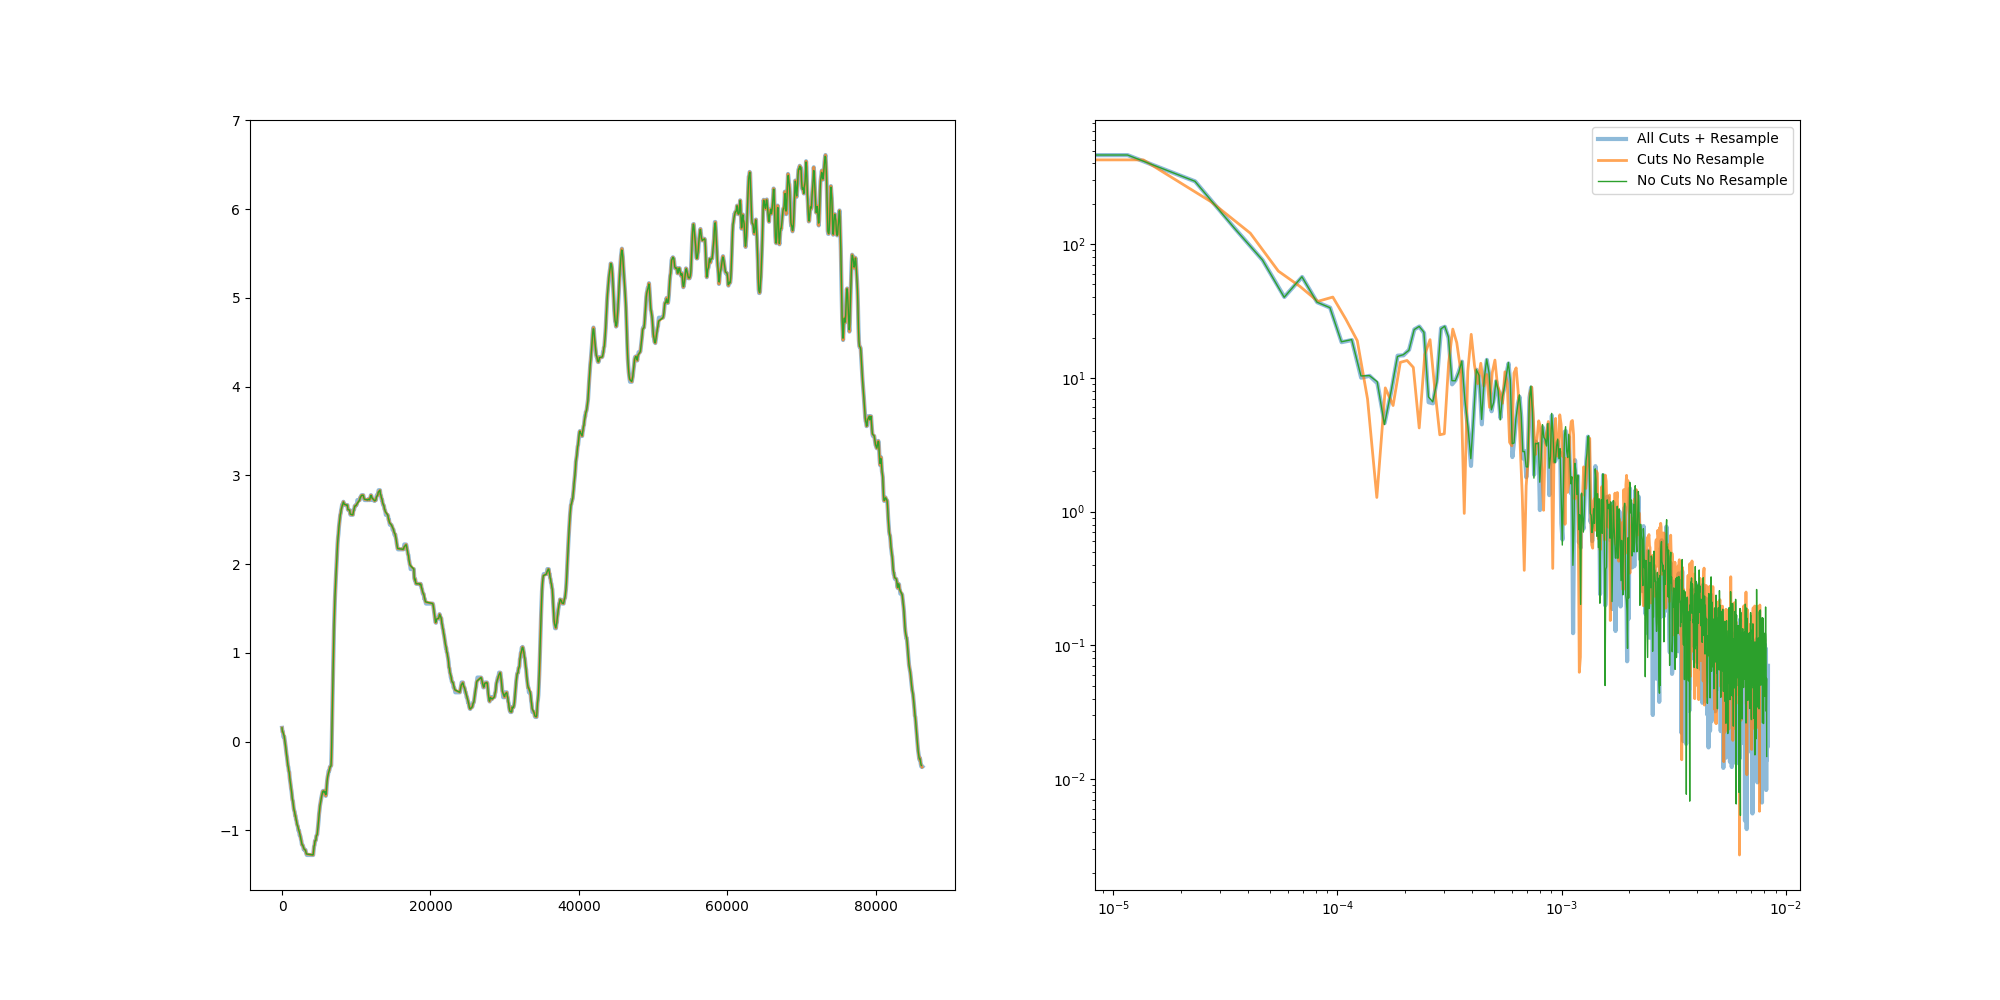 7
6
5
4
3
2
1
0
−1
0 20000 40000 60000 80000
All Cuts + Resample
Cuts No Resample
No Cuts No Resample
10²
10¹
10⁰
10⁻¹
10⁻²
10⁻⁵ 10⁻⁴ 10⁻³ 10⁻²